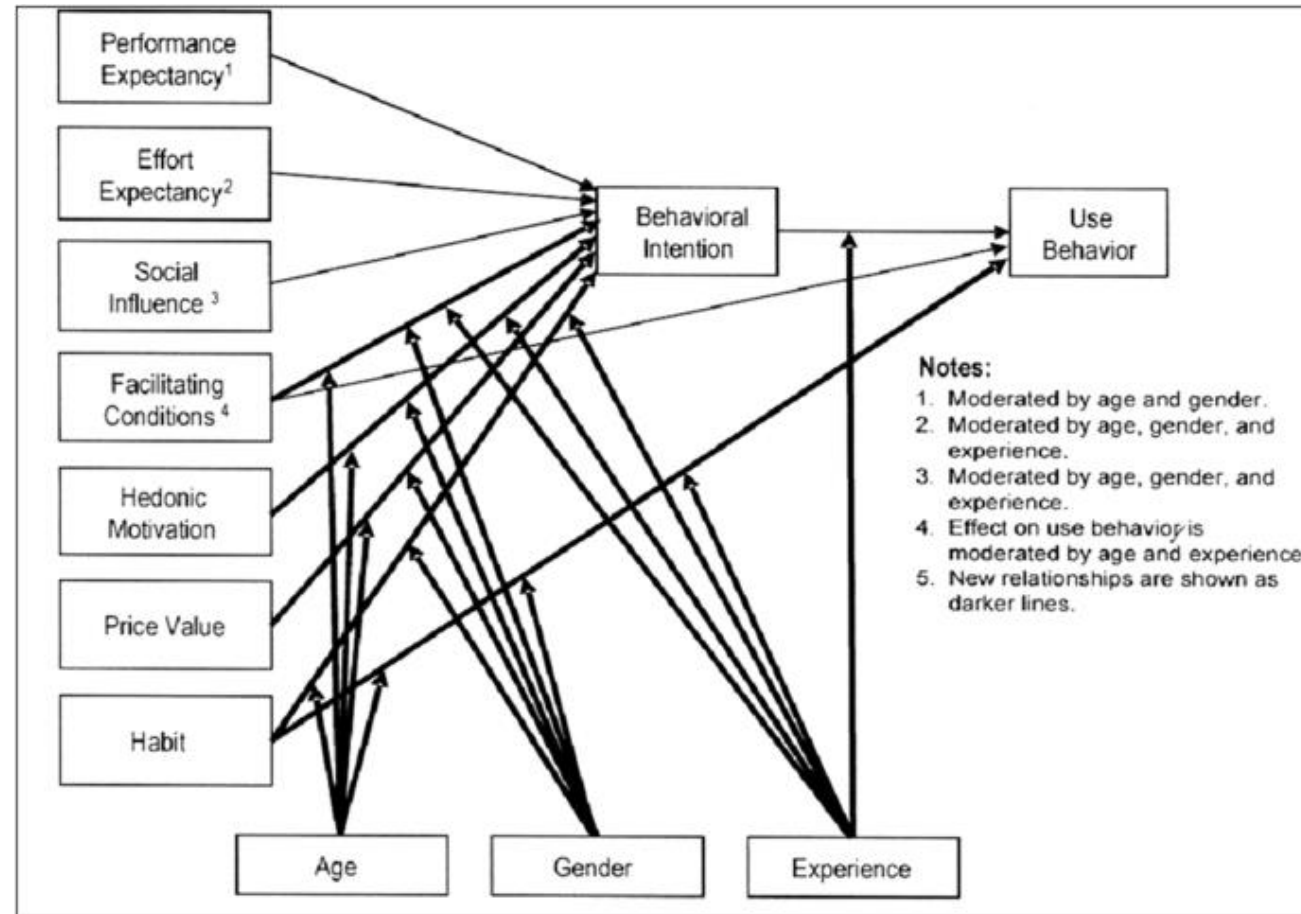 Performance
Expectancy¹
Effort
Expectancy²
Social
Influence ³
Facilitating
Conditions ⁴
Hedonic
Motivation
Price Value
Habit
Behavioral
Intention
Use
Behavior
Notes:
1. Moderated by age and gender.
2. Moderated by age, gender, and
experience.
3. Moderated by age, gender, and
experience.
4. Effect on use behavior is
moderated by age and experience
5. New relationships are shown as
darker lines.
Age
Gender
Experience